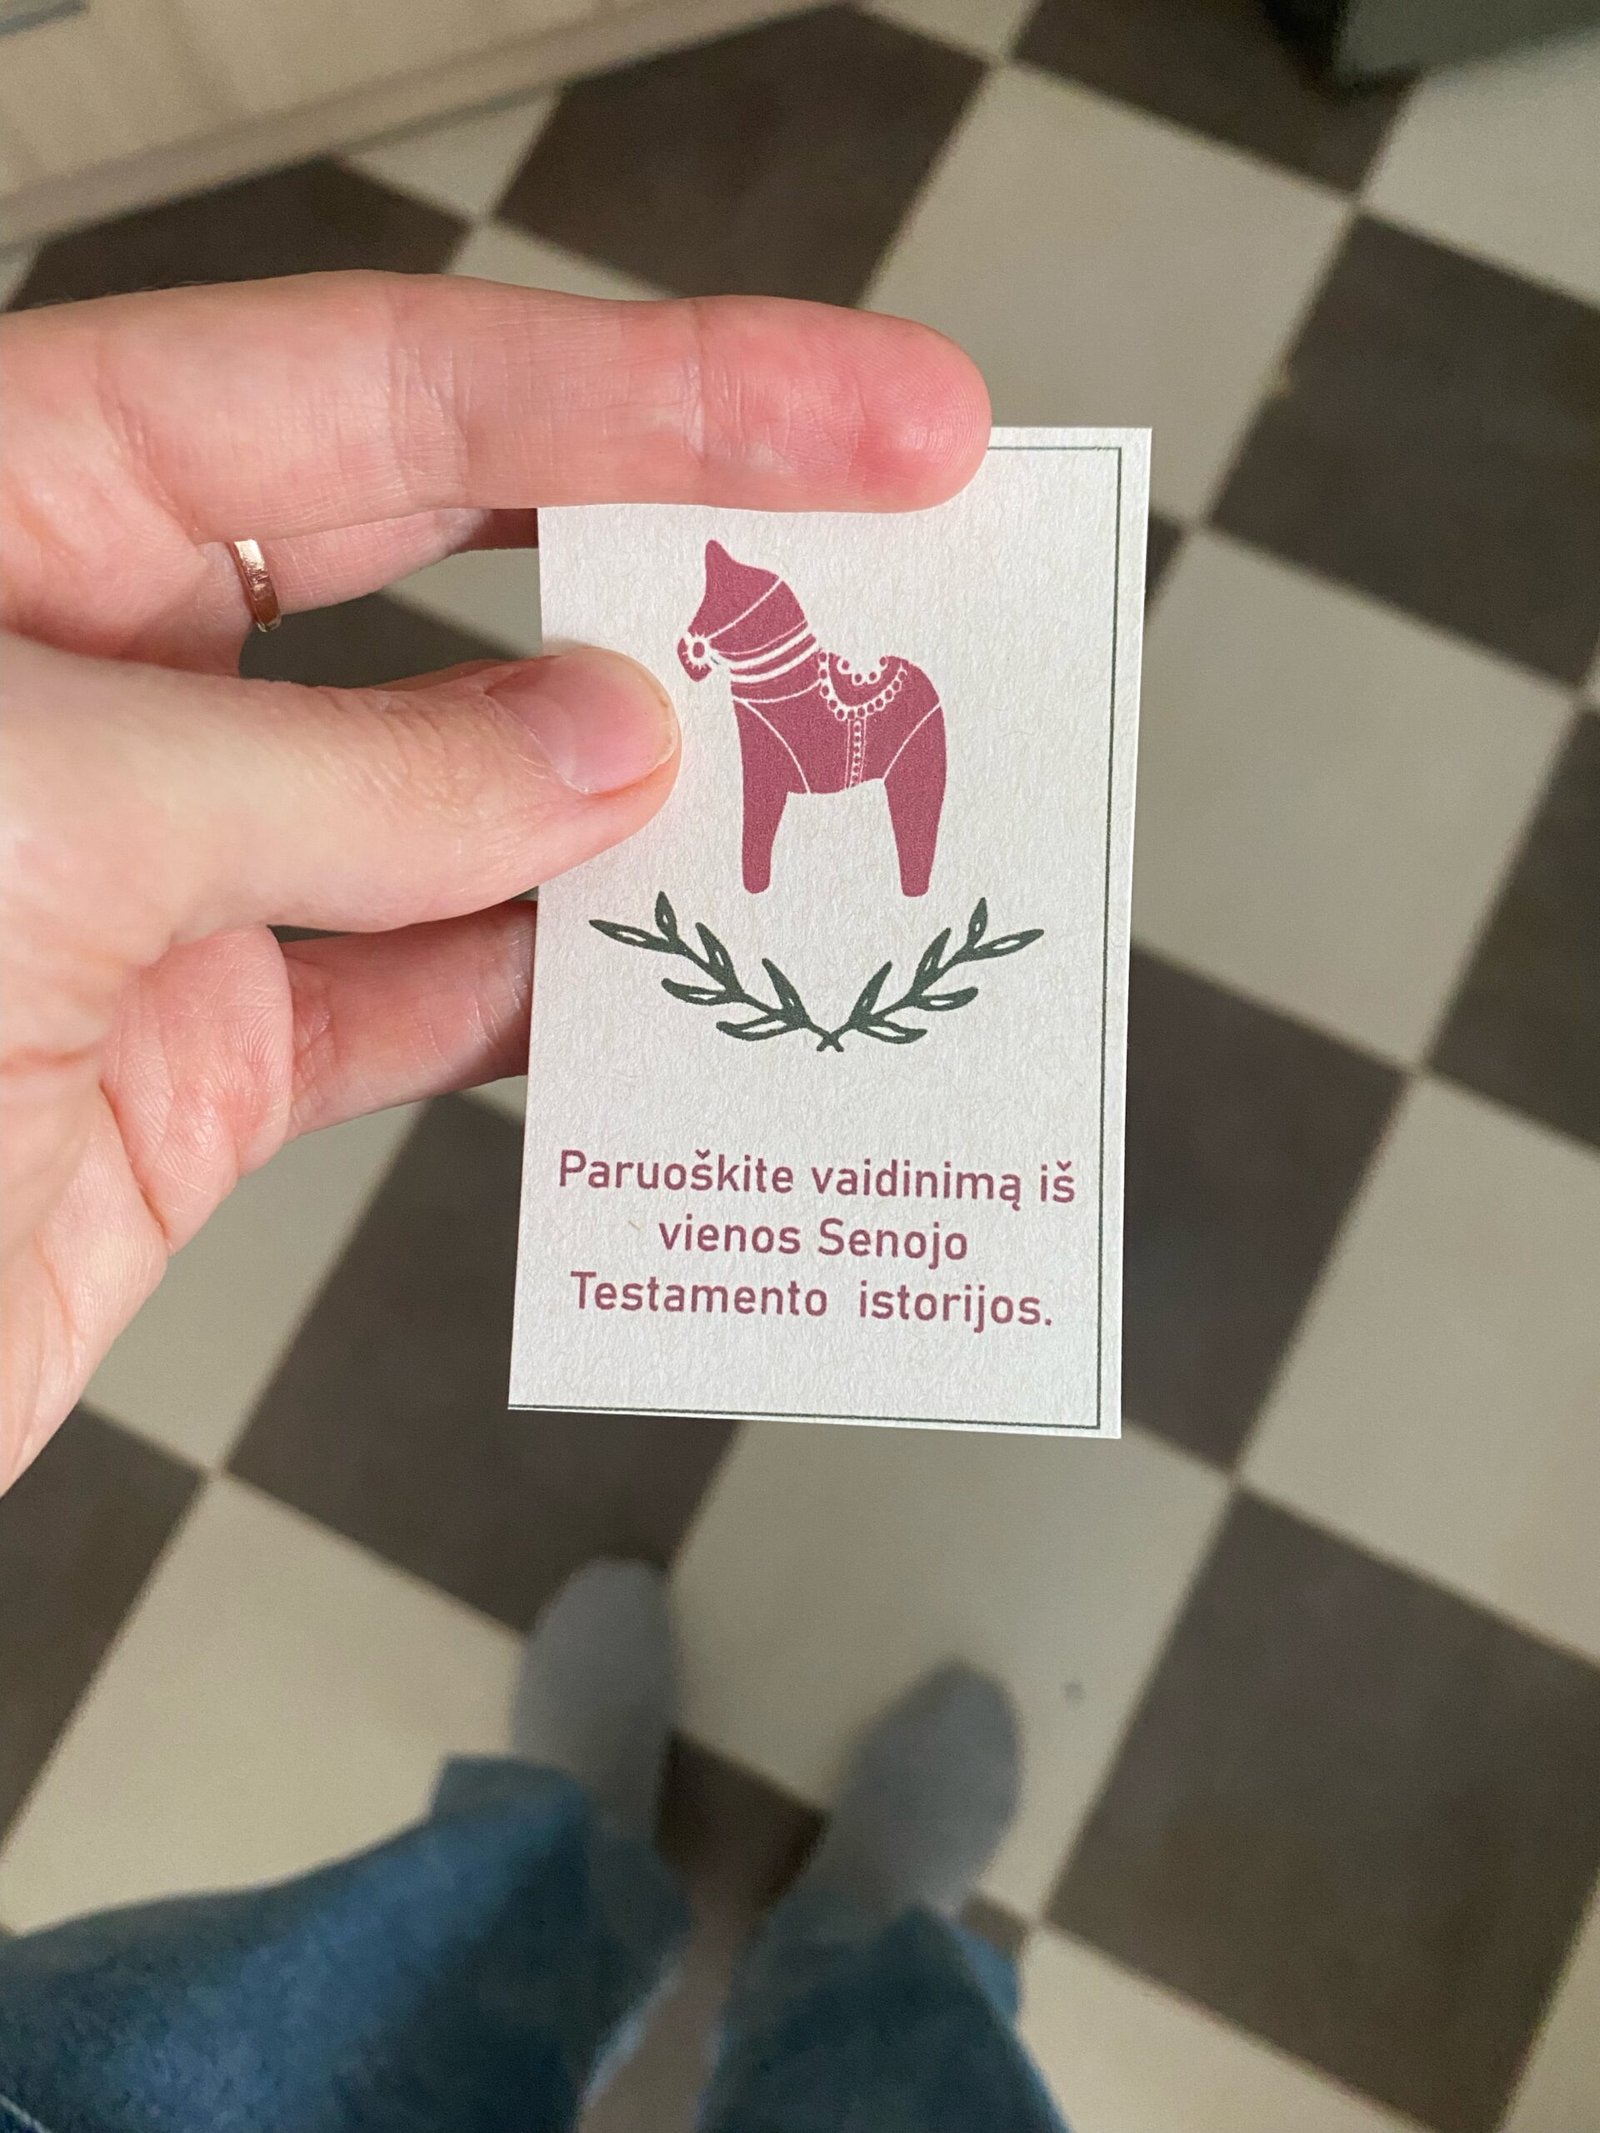 Paruoškite vaidinimą iš
vienos Senojo
Testamento istorijos.